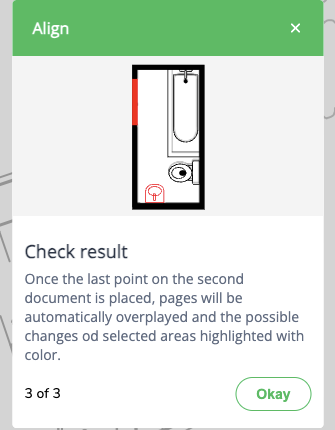 Align
Check result
Once the last point on the second
document is placed, pages will be
automatically overplayed and the possible
changes od selected areas highlighted with
color.
3 of 3
Okay